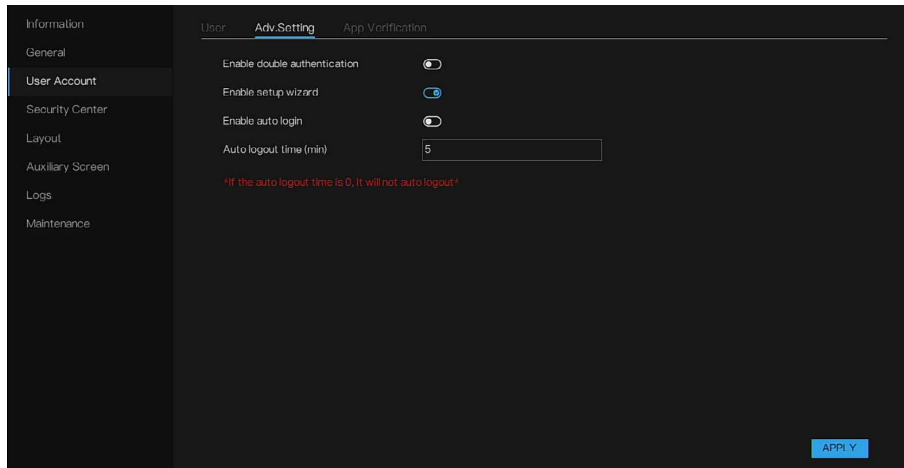 Information
General
User Account
Security Center
Layout
Auxiliary Screen
Logs
Maintenance
User Adv.Setting App Verification
Enable double authentication
Enable setup wizard
Enable auto login
Auto logout time (min) 5
*If the auto logout time is 0, it will not auto logout*
APPLY